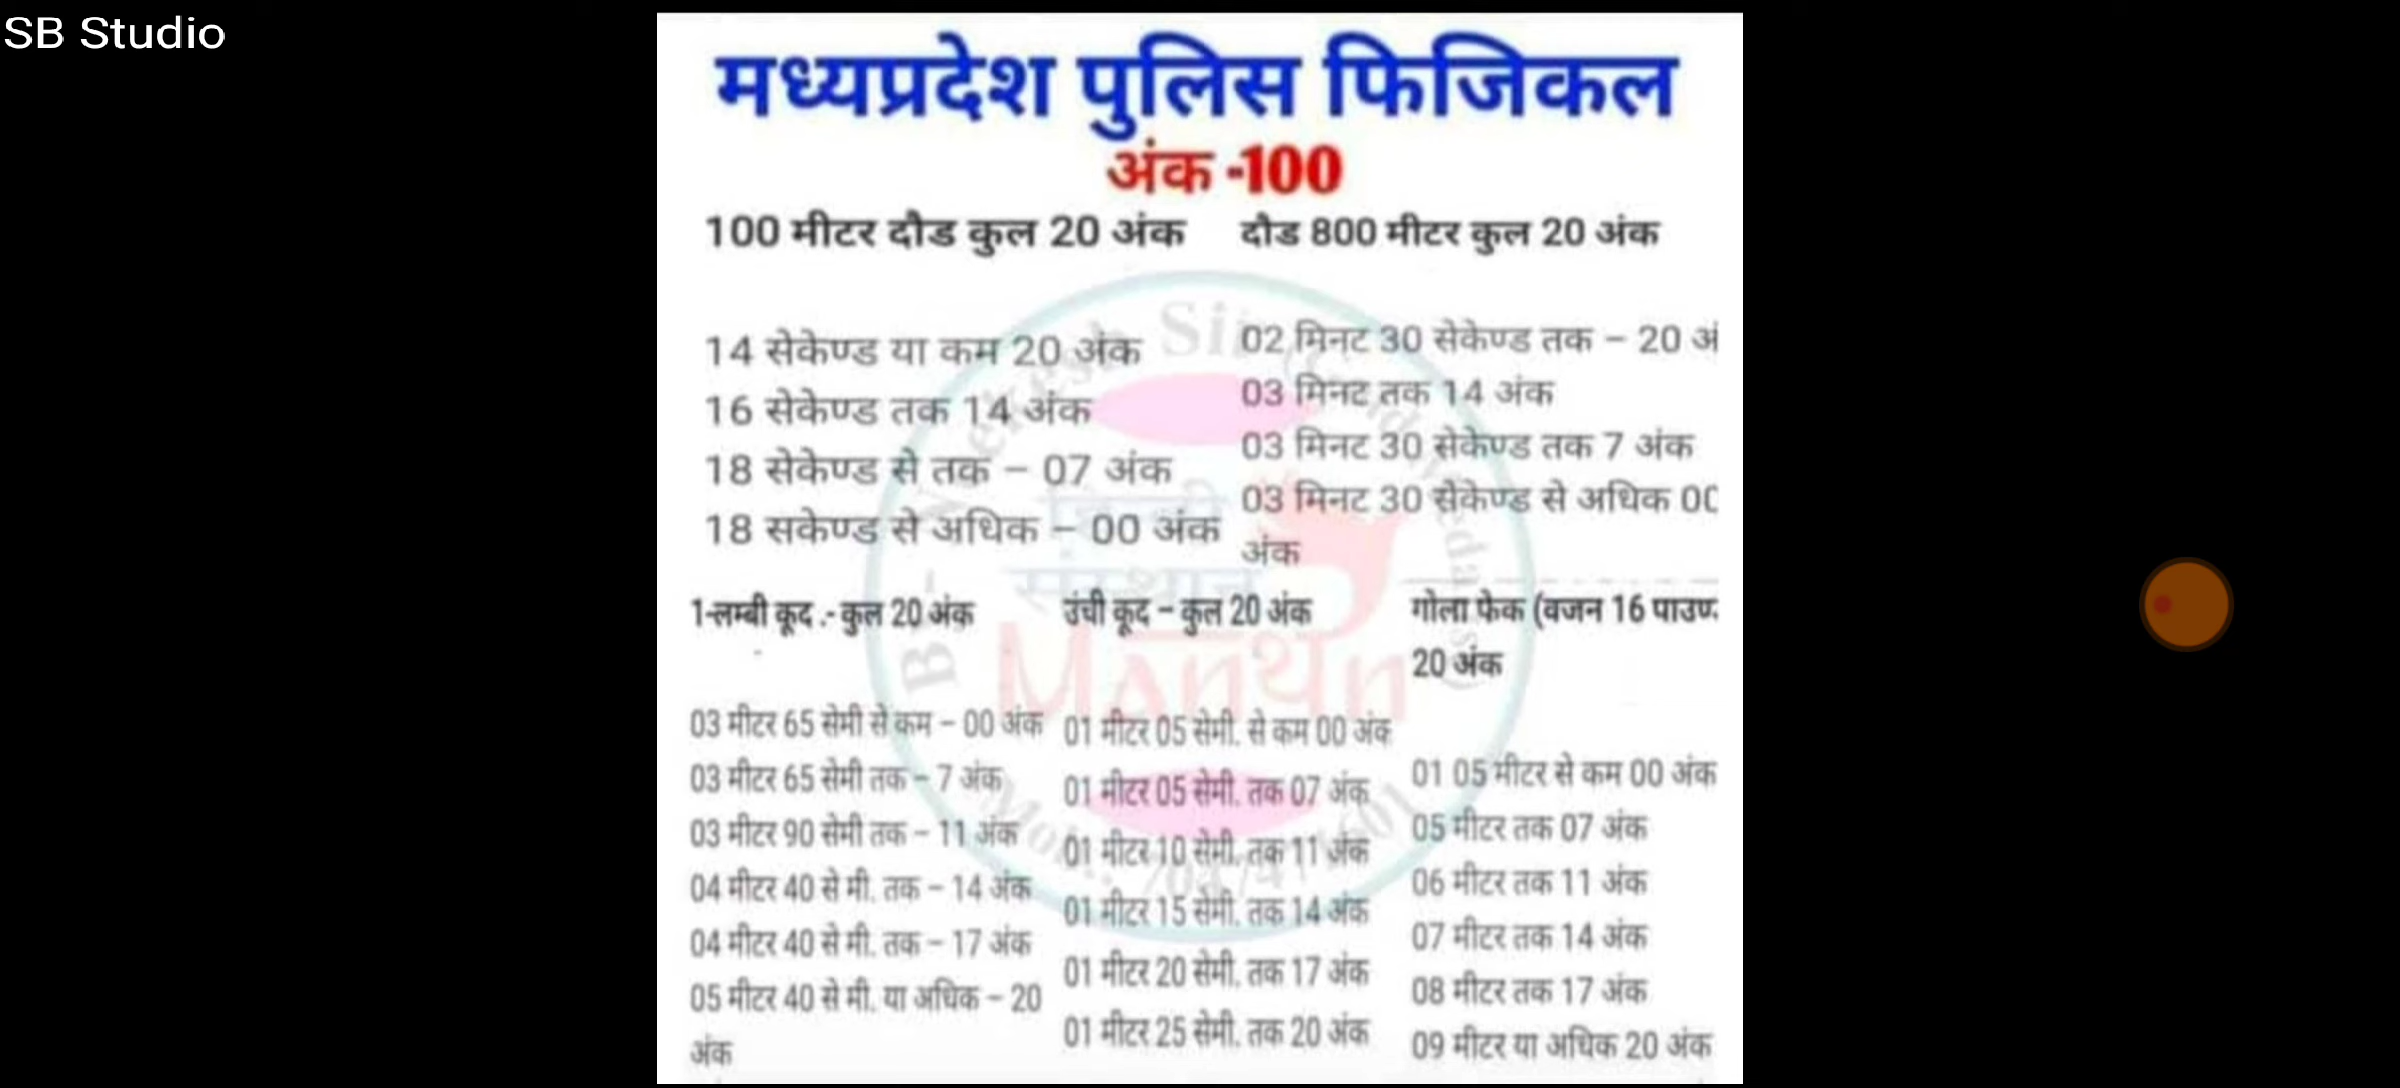 SB Studio
मध्यप्रदेश पुलिस फिजिकल
अंक -100
100 मीटर दौड कुल 20 अंक
14 सेकेण्ड या कम 20 अंक
16 सेकेण्ड तक 14 अंक
18 सेकेण्ड से तक – 07 अंक
18 सकेण्ड से अधिक – 00 अंक
दौड 800 मीटर कुल 20 अंक
02 मिनट 30 सेकेण्ड तक – 20 अं
03 मिनट तक 14 अंक
03 मिनट 30 सेकेण्ड तक 7 अंक
03 मिनट 30 सेकेण्ड से अधिक 00
अंक
1-लम्बी कूद .- कुल 20 अंक
03 मीटर 65 सेमी से कम – 00 अंक
03 मीटर 65 सेमी तक – 7 अंक
03 मीटर 90 सेमी तक – 11 अंक
04 मीटर 40 से मी. तक – 14 अंक
04 मीटर 40 से मी. तक – 17 अंक
05 मीटर 40 से मी. या अधिक – 20
अंक
उंची कूद – कुल 20 अंक
01 मीटर 05 सेमी. से कम 00 अंक
01 मीटर 05 सेमी. तक 07 अंक
01 मीटर 10 सेमी. तक 11 अंक
01 मीटर 15 सेमी. तक 14 अंक
01 मीटर 20 सेमी. तक 17 अंक
01 मीटर 25 सेमी. तक 20 अंक
गोला फेक (वजन 16 पाउण्
20 अंक
01 05 मीटर से कम 00 अंक
05 मीटर तक 07 अंक
06 मीटर तक 11 अंक
07 मीटर तक 14 अंक
08 मीटर तक 17 अंक
09 मीटर या अधिक 20 अंक
Manथन